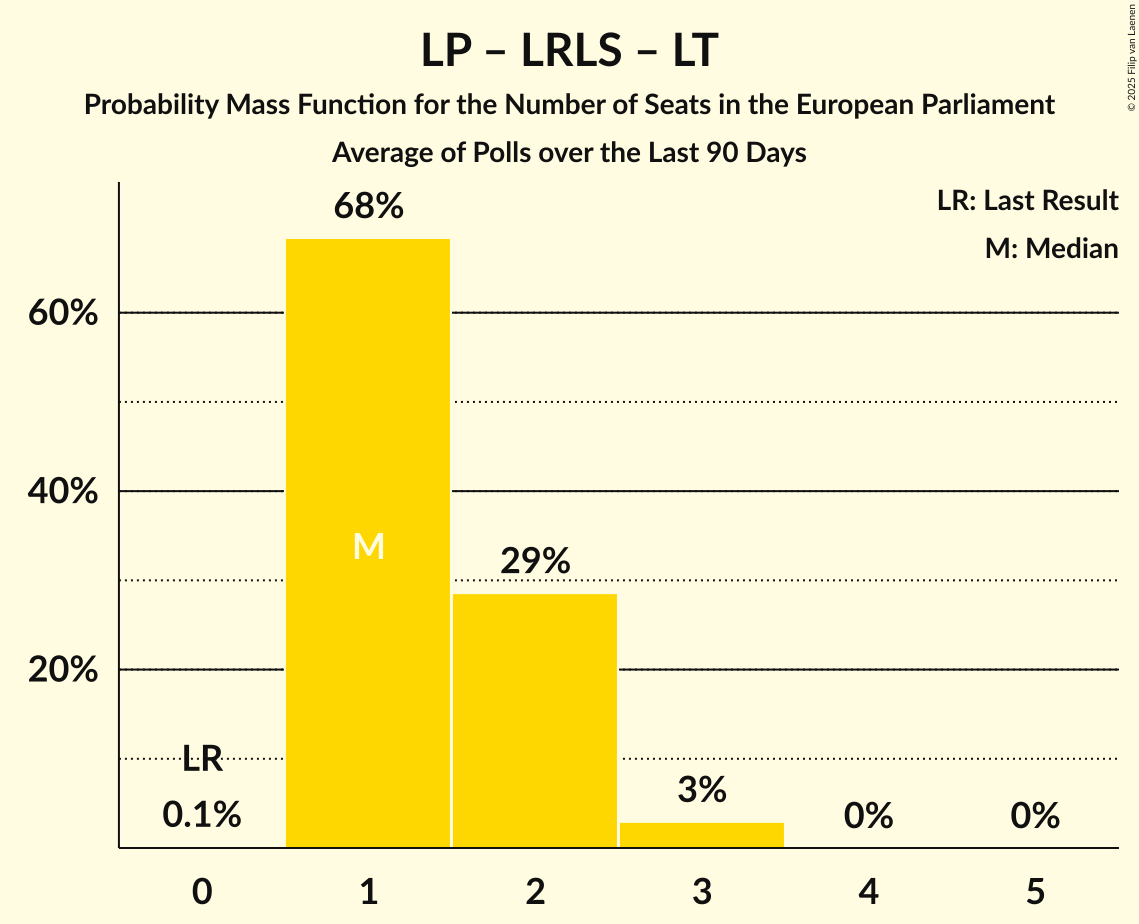 LP – LRLS – LT
Probability Mass Function for the Number of Seats in the European Parliament
Average of Polls over the Last 90 Days
© 2025 Filip van Laenen
LR: Last Result
M: Median
68%
60%
40%
M
29%
20%
LR
0.1%
3%
0%
0%
0
1
2
3
4
5